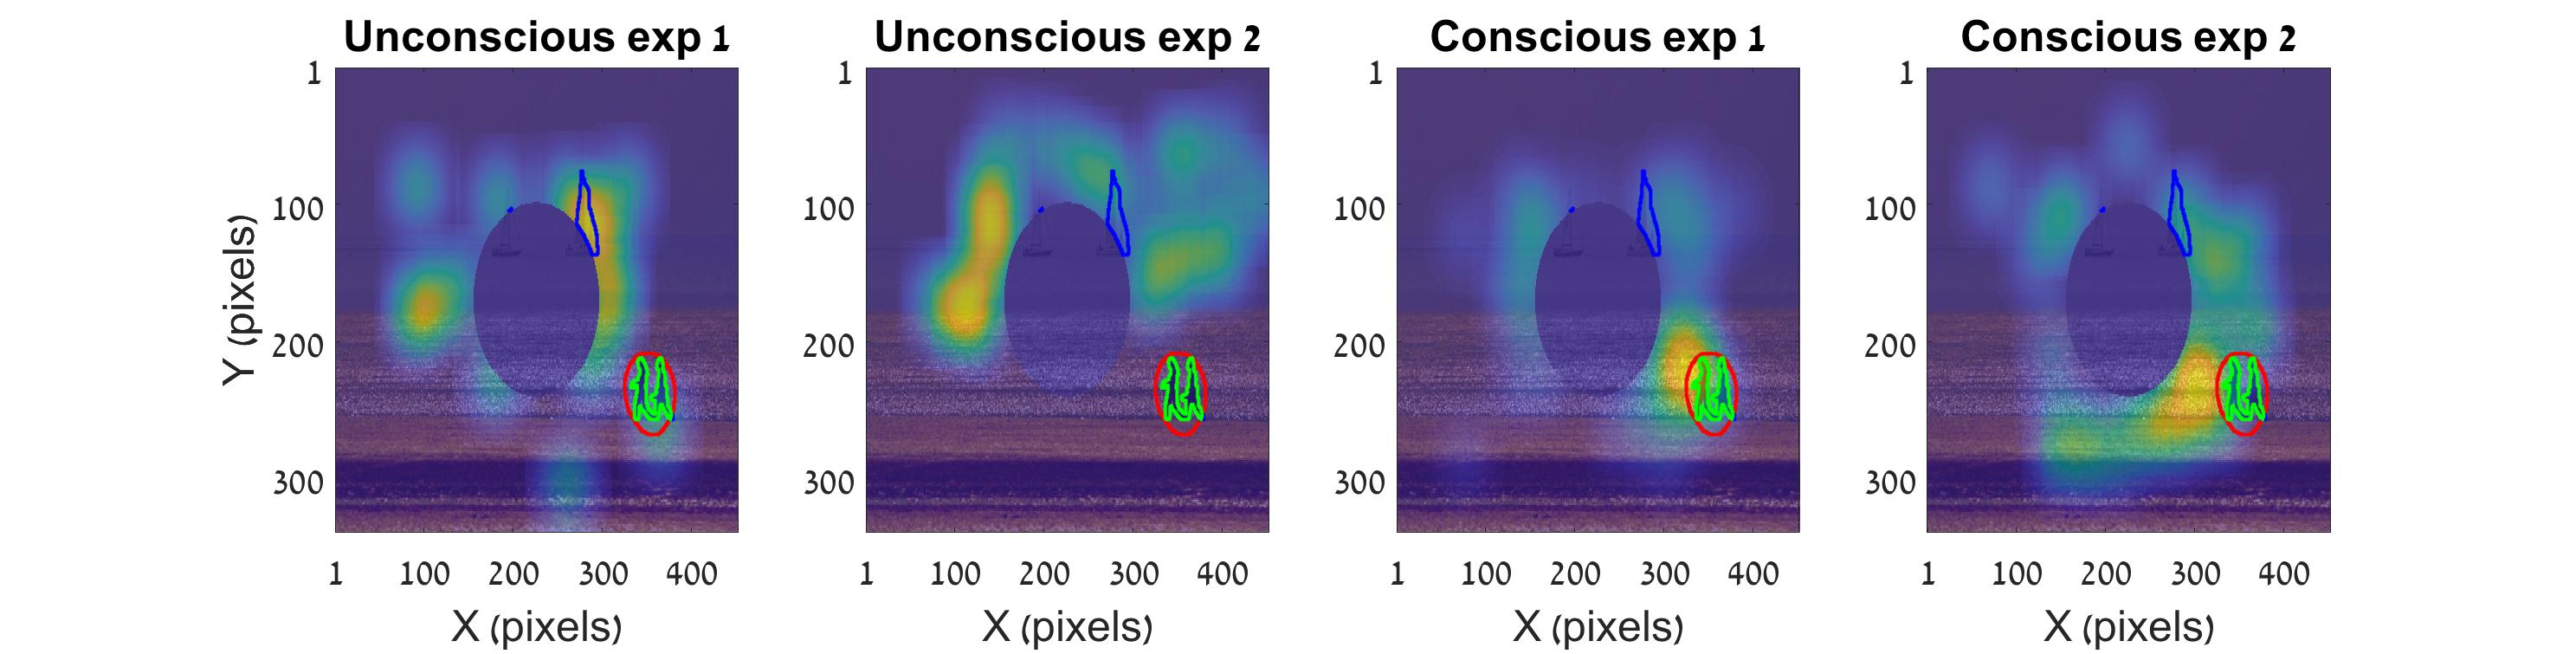 Unconscious exp 1 Unconscious exp 2 Conscious exp 1 Conscious exp 2
Y (pixels)
1 1 1 1
100 100 100 100
200 200 200 200
300 300 300 300
1 100 200 300 400 1 100 200 300 400 1 100 200 300 400 1 100 200 300 400
X (pixels) X (pixels) X (pixels) X (pixels)